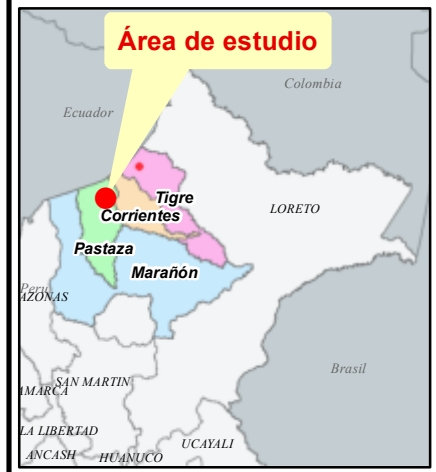 Área de estudio
Colombia
Ecuador
Tigre
LORETO
Corrientes
Pastaza
Marañón
Peru
AZONAS
Brasil
SAN MARTIN
AMARCA
LA LIBERTAD
UCAYALI
ANCASH
HUANUCO